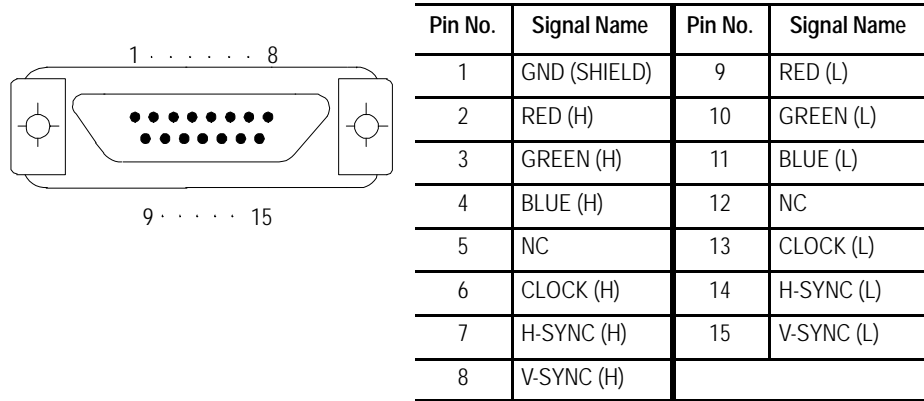 1 · · · · · · 8
9 · · · · · 15
Pin No. Signal Name Pin No. Signal Name
1 GND (SHIELD) 9 RED (L)
2 RED (H) 10 GREEN (L)
3 GREEN (H) 11 BLUE (L)
4 BLUE (H) 12 NC
5 NC 13 CLOCK (L)
6 CLOCK (H) 14 H-SYNC (L)
7 H-SYNC (H) 15 V-SYNC (L)
8 V-SYNC (H)